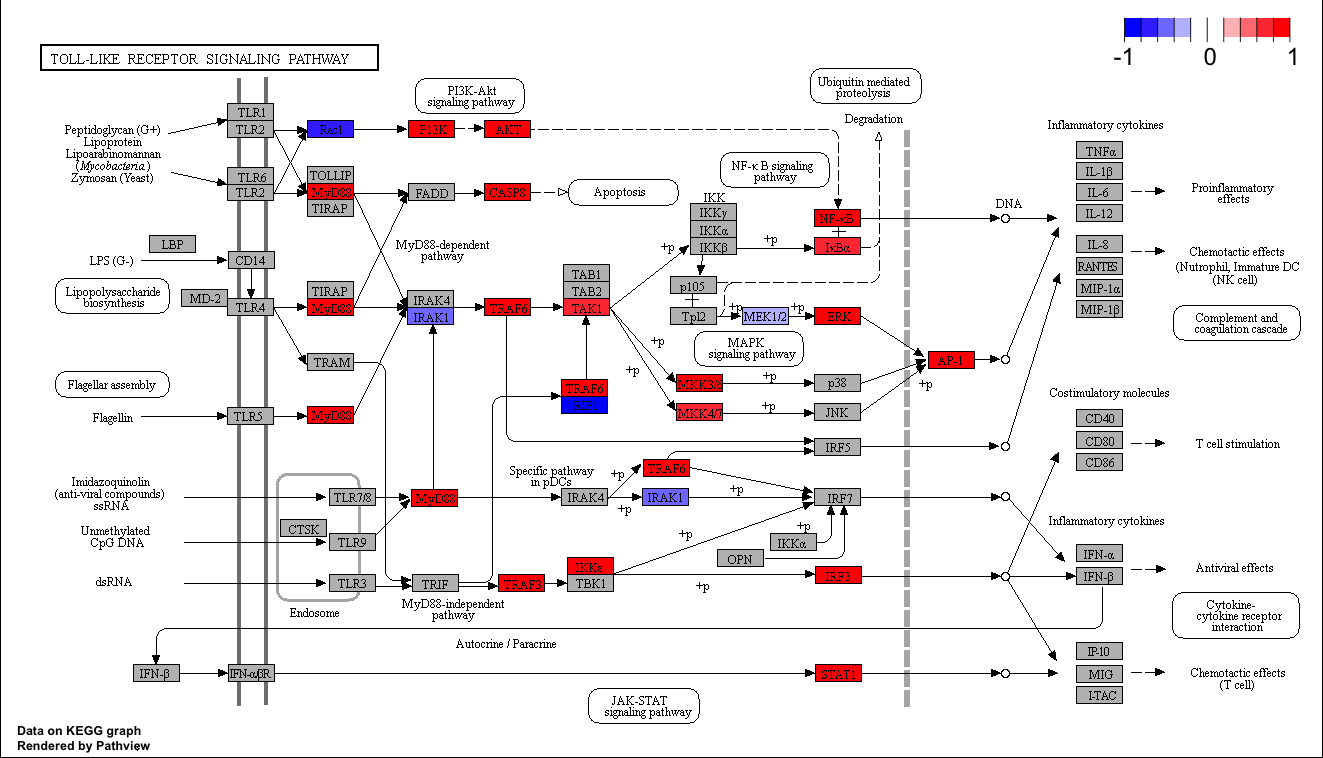 -1 0 1
TOLL-LIKE RECEPTOR SIGNALING PATHWAY
PI3K-Akt
signaling pathway
Ubiquitin mediated
proteolysis
Degradation
TLR1
TLR2
Rac1
PI3K
AKT
Peptidoglycan (G+)
Lipoprotein
Lipoarabinomannan
(Mycobacteria)
Zymosan (Yeast)
TLR6
TLR2
TOLLIP
MyD88
TIRAP
FADD
CASP8
Apoptosis
NF-κB signaling
pathway
Inflammatory cytokines
TNFα
IL-1β
IL-6
IL-12
Proinflammatory
effects
IKK
IKKγ
IKKα
IKKβ
+p
+p
NF-κB
+
IκBα
DNA
LBP
LPS (G-)
CD14
MyD88-dependent
pathway
IL-8
RANTES
MIP-1α
MIP-1β
Chemotactic effects
(Nutrophil, Immature DC
(NK cell)
Lipopolysaccharide
biosynthesis
MD-2
TLR4
TIRAP
MyD88
IRAK4
IRAK1
TRAF6
TAB1
TAB2
TAK1
p105
+
Tpl2
+p
MEK1/2
+p
ERK
Complement and
coagulation cascade
MAPK
signaling pathway
TRAM
+p
+p
AP-1
+p
Flagellar assembly
TRAF6
MKK3/6
+p
p38
Flagellin
TLR5
MyD88
MKK4/7
+p
JNK
Costimulatory molecules
CD40
CD80
CD86
T cell stimulation
IRF5
Specific pathway
in pDCs
TRAF6
+p
Imidazoquinolin
(anti-viral compounds)
ssRNA
TLR7/8
MyD88
IRAK4
+p
IRAK1
+p
IRF7
Unmethylated
CpG DNA
CTSK
TLR9
+p
+p
IKKα
OPN
Inflammatory cytokines
IFN-α
IFN-β
Antiviral effects
dsRNA
TLR3
TRIF
TRAF3
IKKε
TBK1
+p
IRF3
Endosome
MyD88-independent
pathway
Cytokine-
cytokine receptor
interaction
Autocrine / Paracrine
IFN-β
IFN-αβR
STAT1
IP-10
MIG
I-TAC
Chemotactic effects
(T cell)
JAK-STAT
signaling pathway
Data on KEGG graph
Rendered by Pathview